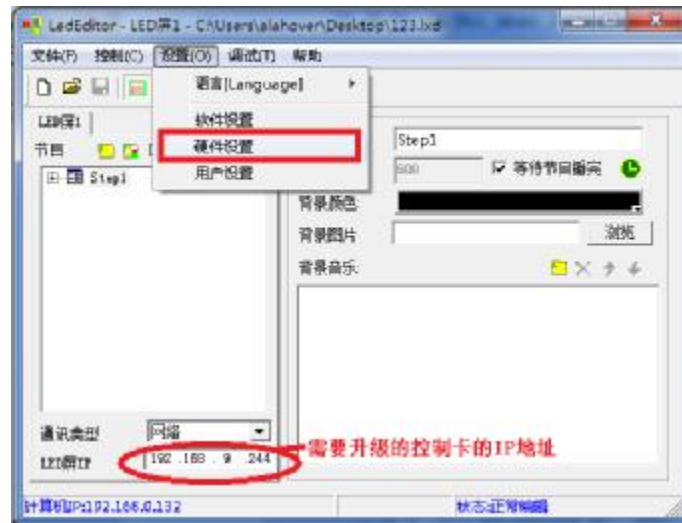 LedEditor - LED屏1 - C:\Users\alahover\Desktop\123.lxd
文件(F) 控制(C) 设置(O) 调试(T) 帮助
语言[Language]
软件设置
硬件设置
用户设置
LED屏1
节目
Step1
Step1
600 等待节目播完
背景颜色
背景图片 浏览
背景音乐
通讯类型 网络
LED屏IP 192 .168 . 9 .244
需要升级的控制卡的IP地址
计算机IP:192.168.0.132 状态:正常编辑